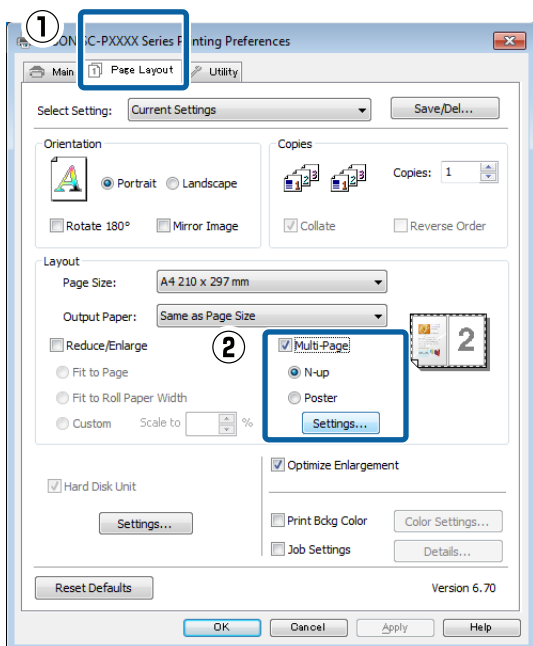 1
SC-PXXXX Series Printing Preferences
Main
1 Page Layout
Utility
Select Setting: Current Settings Save/Del...
Orientation
Copies
Portrait Landscape
Copies: 1
Rotate 180° Mirror Image
Collate Reverse Order
Layout
Page Size: A4 210 x 297 mm
Output Paper: Same as Page Size
Reduce/Enlarge
2
Multi-Page
2
Fit to Page
N-up
Fit to Roll Paper Width
Poster
Custom Scale to %
Settings...
Optimize Enlargement
Hard Disk Unit
Settings...
Print Bckg Color Color Settings...
Job Settings Details...
Reset Defaults Version 6.70
OK Cancel Apply Help